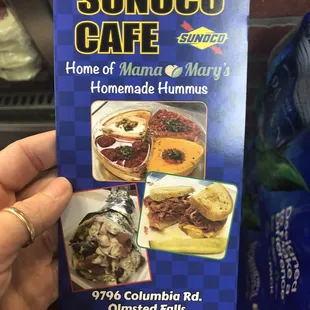 SUNOCO
CAFE
SUNOCO
Home of Mama Mary's
Homemade Hummus
9796 Columbia Rd.
Olmsted Falls